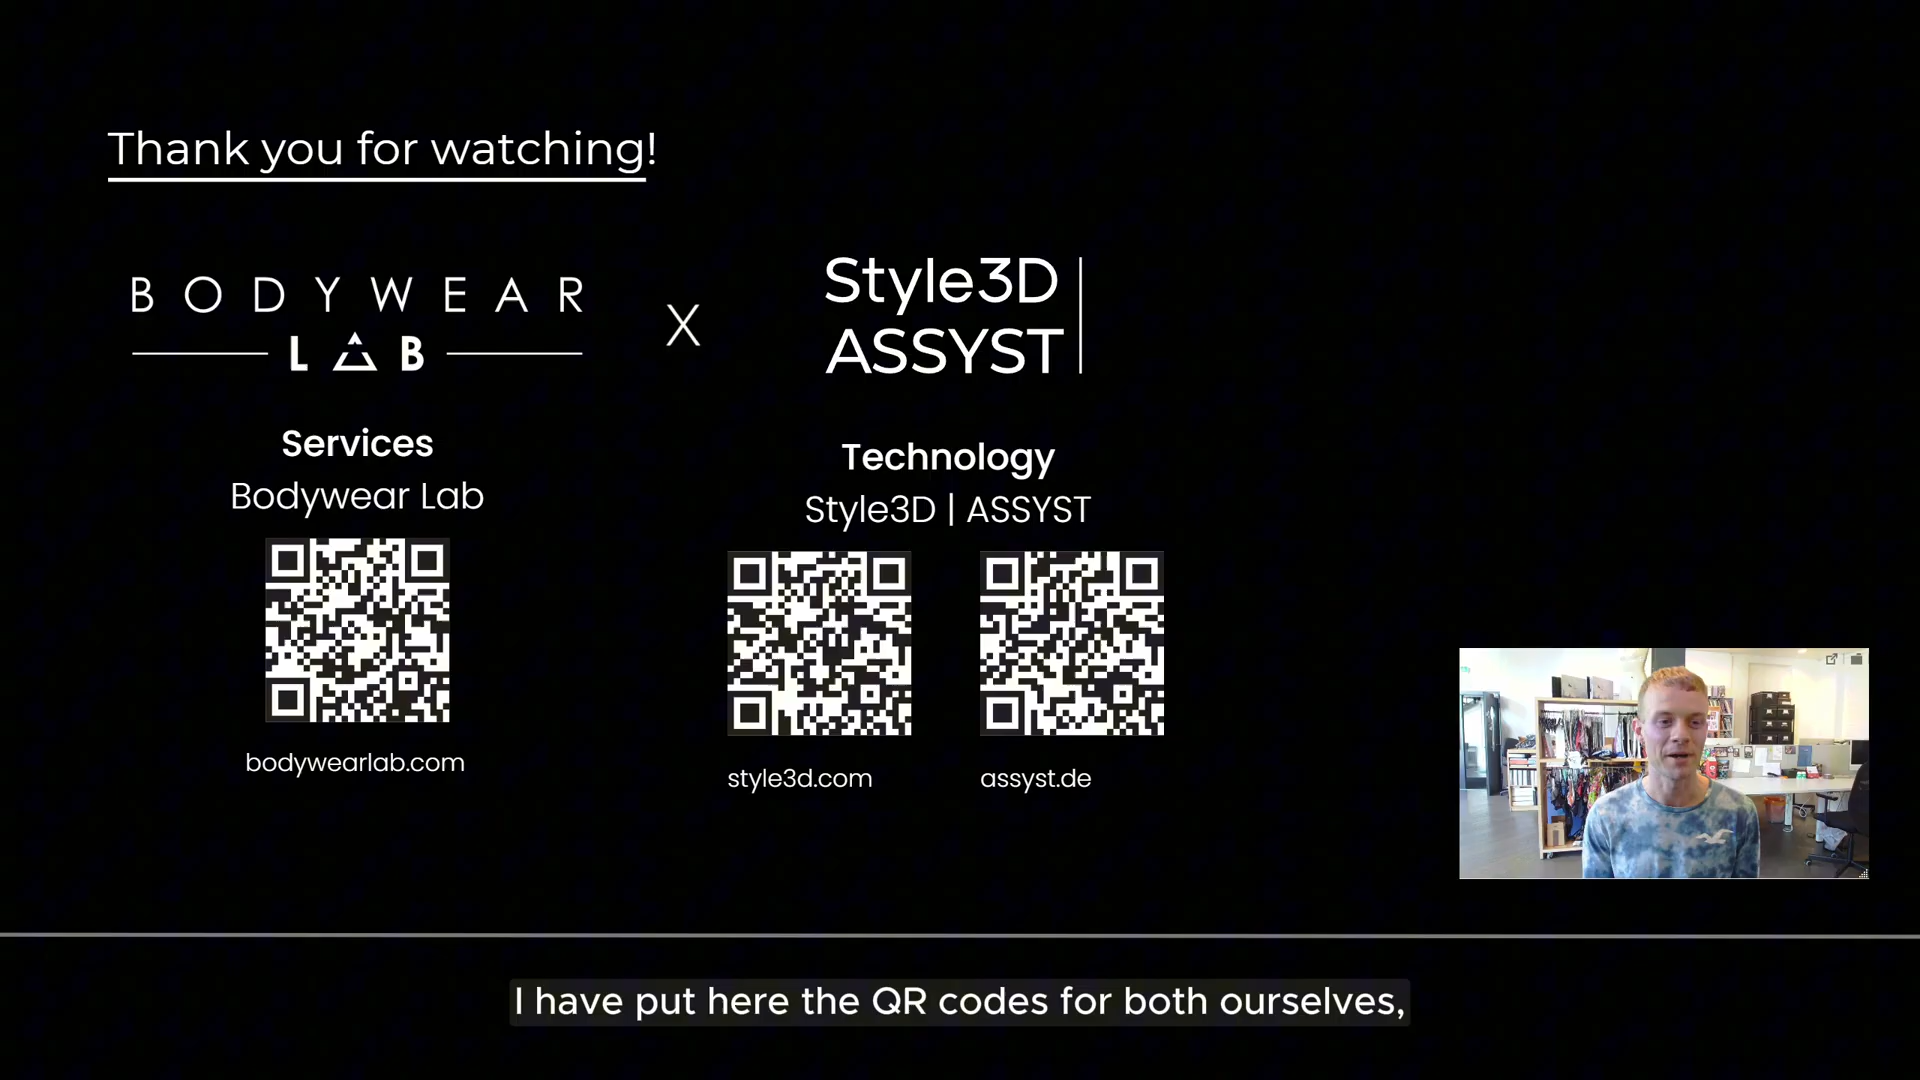 Thank you for watching!
BODYWEAR
LAB
X
Style3D
ASSYST
Services
Bodywear Lab
bodywearlab.com
Technology
Style3D | ASSYST
style3d.com
assyst.de
I have put here the QR codes for both ourselves,